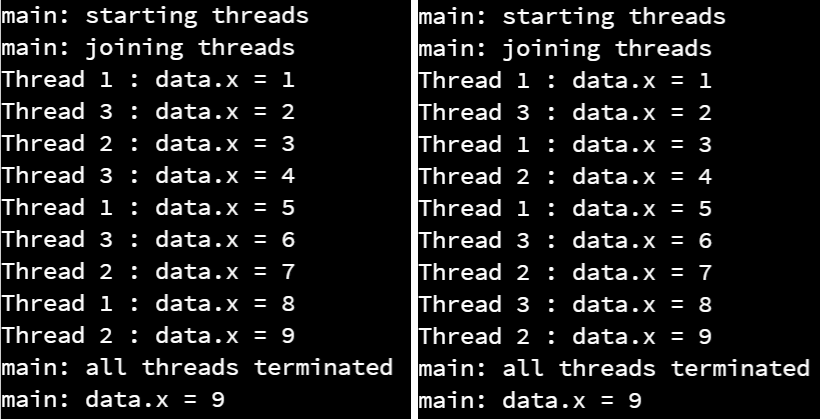 main: starting threads
main: joining threads
Thread 1 : data.x = 1
Thread 3 : data.x = 2
Thread 2 : data.x = 3
Thread 3 : data.x = 4
Thread 1 : data.x = 5
Thread 3 : data.x = 6
Thread 2 : data.x = 7
Thread 1 : data.x = 8
Thread 2 : data.x = 9
main: all threads terminated
main: data.x = 9
main: starting threads
main: joining threads
Thread 1 : data.x = 1
Thread 3 : data.x = 2
Thread 1 : data.x = 3
Thread 2 : data.x = 4
Thread 1 : data.x = 5
Thread 3 : data.x = 6
Thread 2 : data.x = 7
Thread 3 : data.x = 8
Thread 2 : data.x = 9
main: all threads terminated
main: data.x = 9